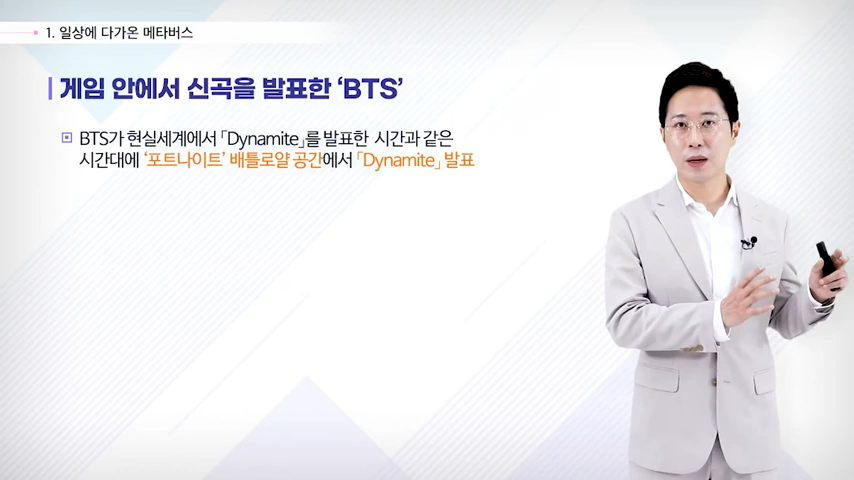 1. 일상에 다가온 메타버스
게임 안에서 신곡을 발표한 ‘BTS’
BTS가 현실세계에서 「Dynamite」를 발표한 시간과 같은
시간대에 ‘포트나이트’ 배틀로얄 공간에서 「Dynamite」 발표